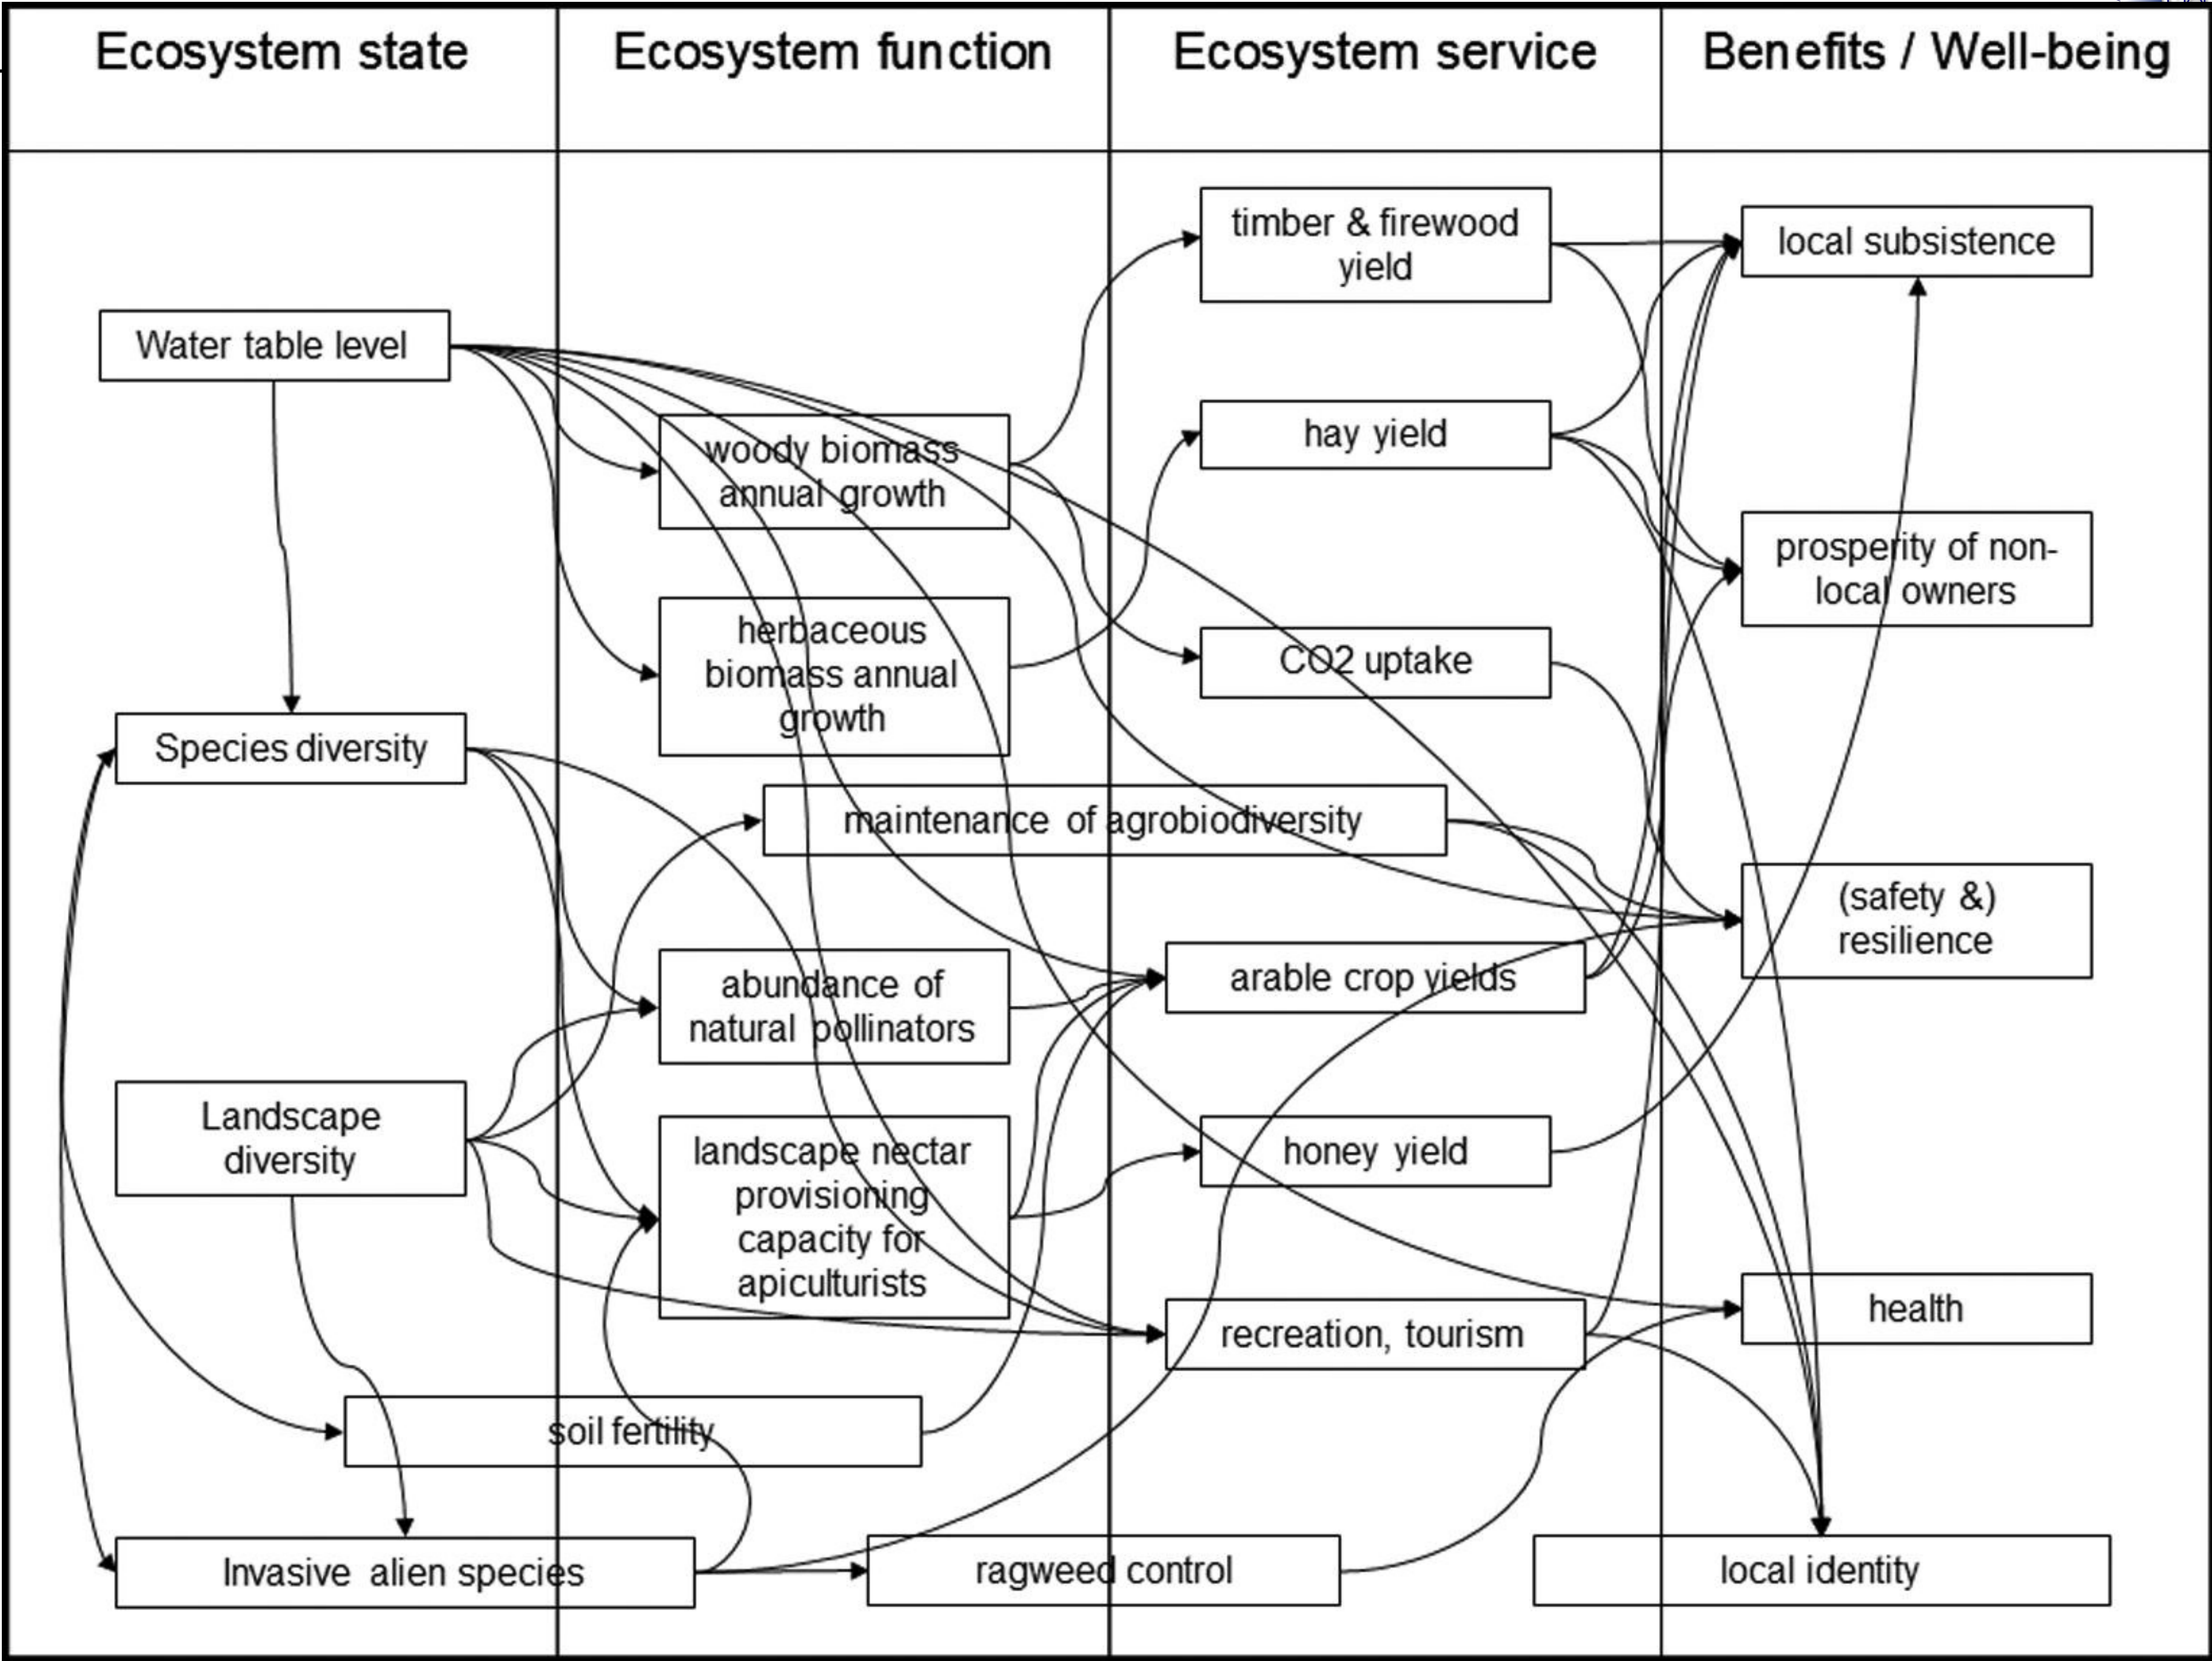 Ecosystem state
Ecosystem function
Ecosystem service
Benefits / Well-being
timber & firewood
yield
local subsistence
Water table level
woody biomass
annual growth
hay yield
prosperity of non-
local owners
herbaceous
biomass annual
growth
CO2 uptake
Species diversity
maintenance of agrobiodiversity
(safety &)
resilience
abundance of
natural pollinators
arable crop yields
Landscape
diversity
landscape nectar
provisioning
capacity for
apiculturists
honey yield
health
recreation, tourism
soil fertility
Invasive alien species
ragweed control
local identity